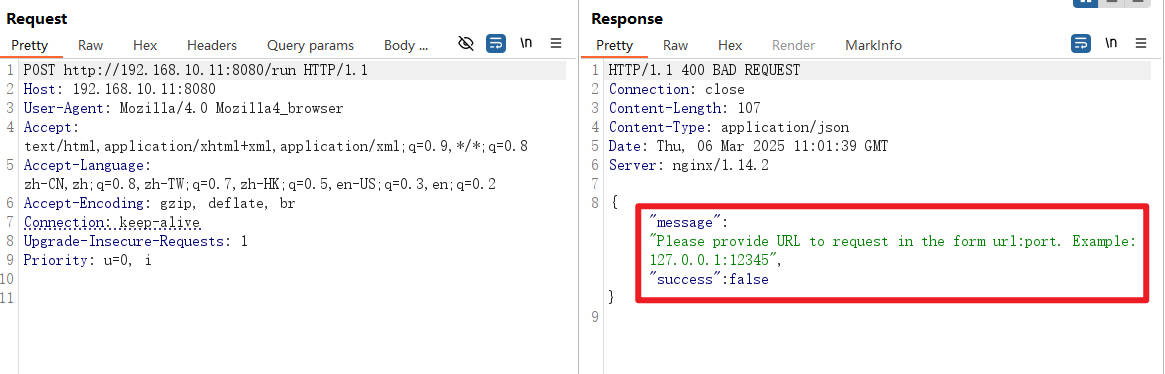 Request
Pretty Raw Hex Headers Query params Body ... \n
1 POST http://192.168.10.11:8080/run HTTP/1.1
2 Host: 192.168.10.11:8080
3 User-Agent: Mozilla/4.0 Mozilla4_browser
4 Accept:
text/html,application/xhtml+xml,application/xml;q=0.9,*/*;q=0.8
5 Accept-Language:
zh-CN,zh;q=0.8,zh-TW;q=0.7,zh-HK;q=0.5,en-US;q=0.3,en;q=0.2
6 Accept-Encoding: gzip, deflate, br
7 Connection: keep-alive
8 Upgrade-Insecure-Requests: 1
9 Priority: u=0, i
10
11
Response
Pretty Raw Hex Render MarkInfo \n
1 HTTP/1.1 400 BAD REQUEST
2 Connection: close
3 Content-Length: 107
4 Content-Type: application/json
5 Date: Thu, 06 Mar 2025 11:01:39 GMT
6 Server: nginx/1.14.2
7
8 {
"message":
"Please provide URL to request in the form url:port. Example:
127.0.0.1:12345",
"success":false
}
9